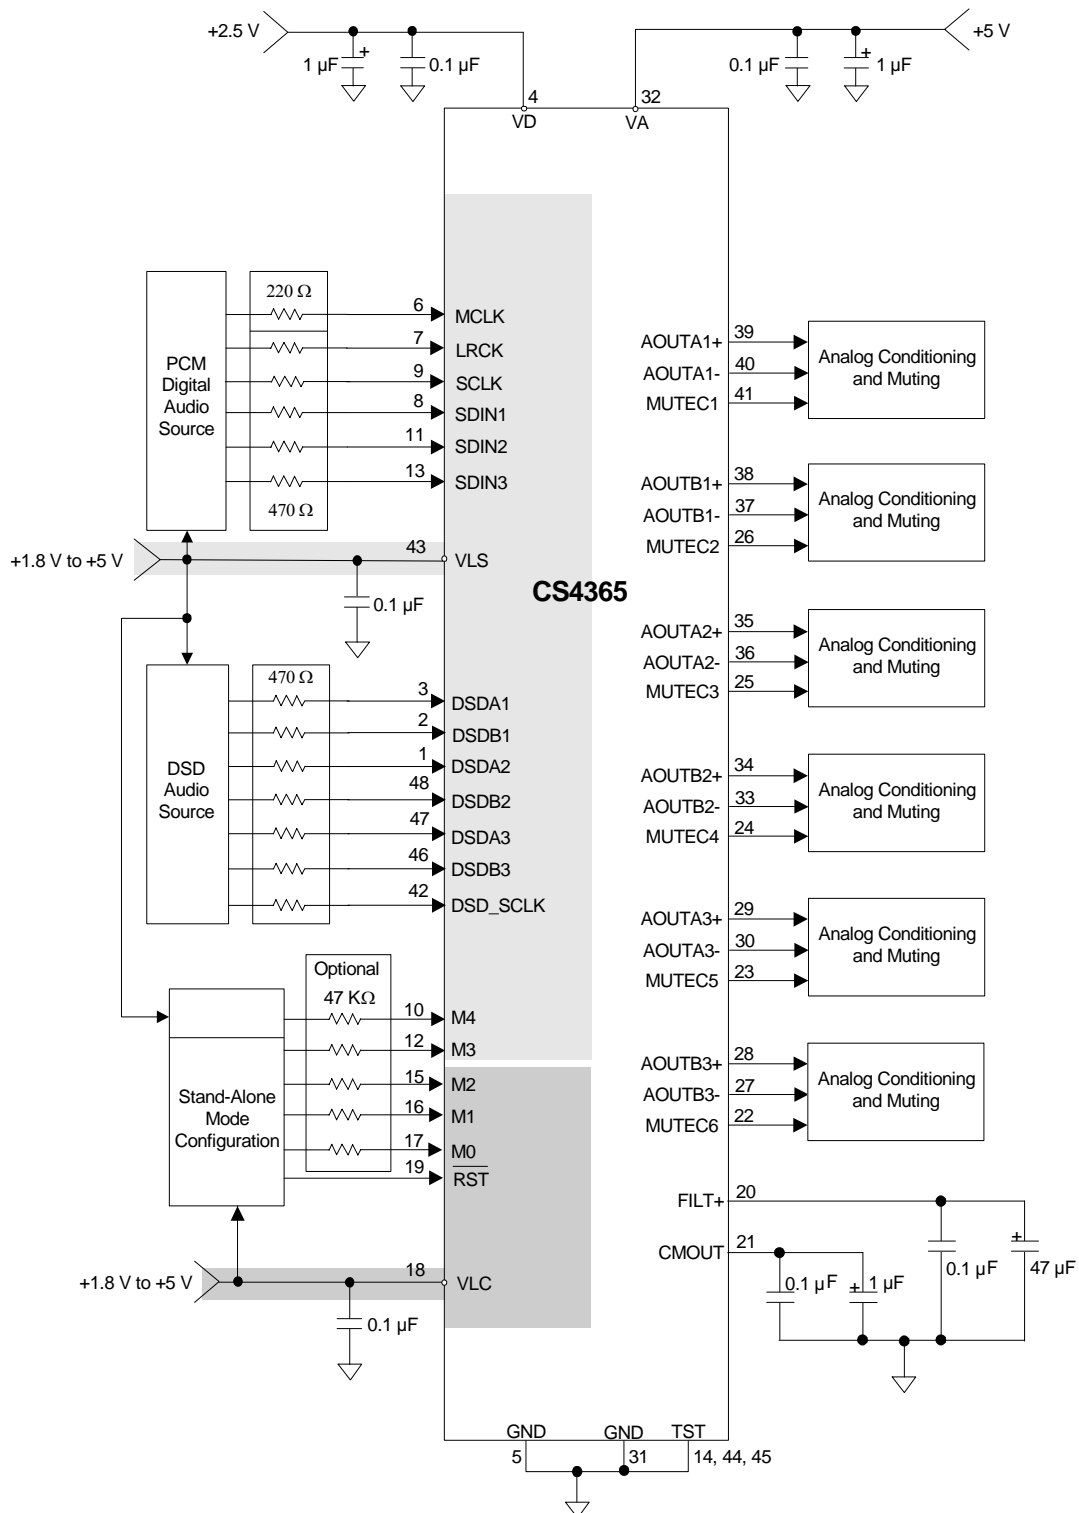 +2.5 V
+5 V
1 µF
+
0.1 µF
0.1 µF
+
1 µF
4
32
VD
VA
220 Ω
6
MCLK
7
LRCK
9
SCLK
8
SDIN1
11
SDIN2
13
SDIN3
470 Ω
PCM
Digital
Audio
Source
+1.8 V to +5 V
43
VLS
0.1 µF
CS4365
470 Ω
3
DSDA1
2
DSDB1
1
DSDA2
48
DSDB2
47
DSDA3
46
DSDB3
42
DSD_SCLK
DSD
Audio
Source
Optional
47 KΩ
10
M4
12
M3
15
M2
16
M1
17
M0
19
RST
Stand-Alone
Mode
Configuration
+1.8 V to +5 V
18
VLC
0.1 µF
AOUTA1+
39
AOUTA1-
40
MUTEC1
41
Analog Conditioning
and Muting
AOUTB1+
38
AOUTB1-
37
MUTEC2
26
Analog Conditioning
and Muting
AOUTA2+
35
AOUTA2-
36
MUTEC3
25
Analog Conditioning
and Muting
AOUTB2+
34
AOUTB2-
33
MUTEC4
24
Analog Conditioning
and Muting
AOUTA3+
29
AOUTA3-
30
MUTEC5
23
Analog Conditioning
and Muting
AOUTB3+
28
AOUTB3-
27
MUTEC6
22
Analog Conditioning
and Muting
FILT+
20
CMOUT
21
0.1 µF
+
1 µF
0.1 µF
+
47 µF
GND
GND
TST
5
31
14, 44, 45